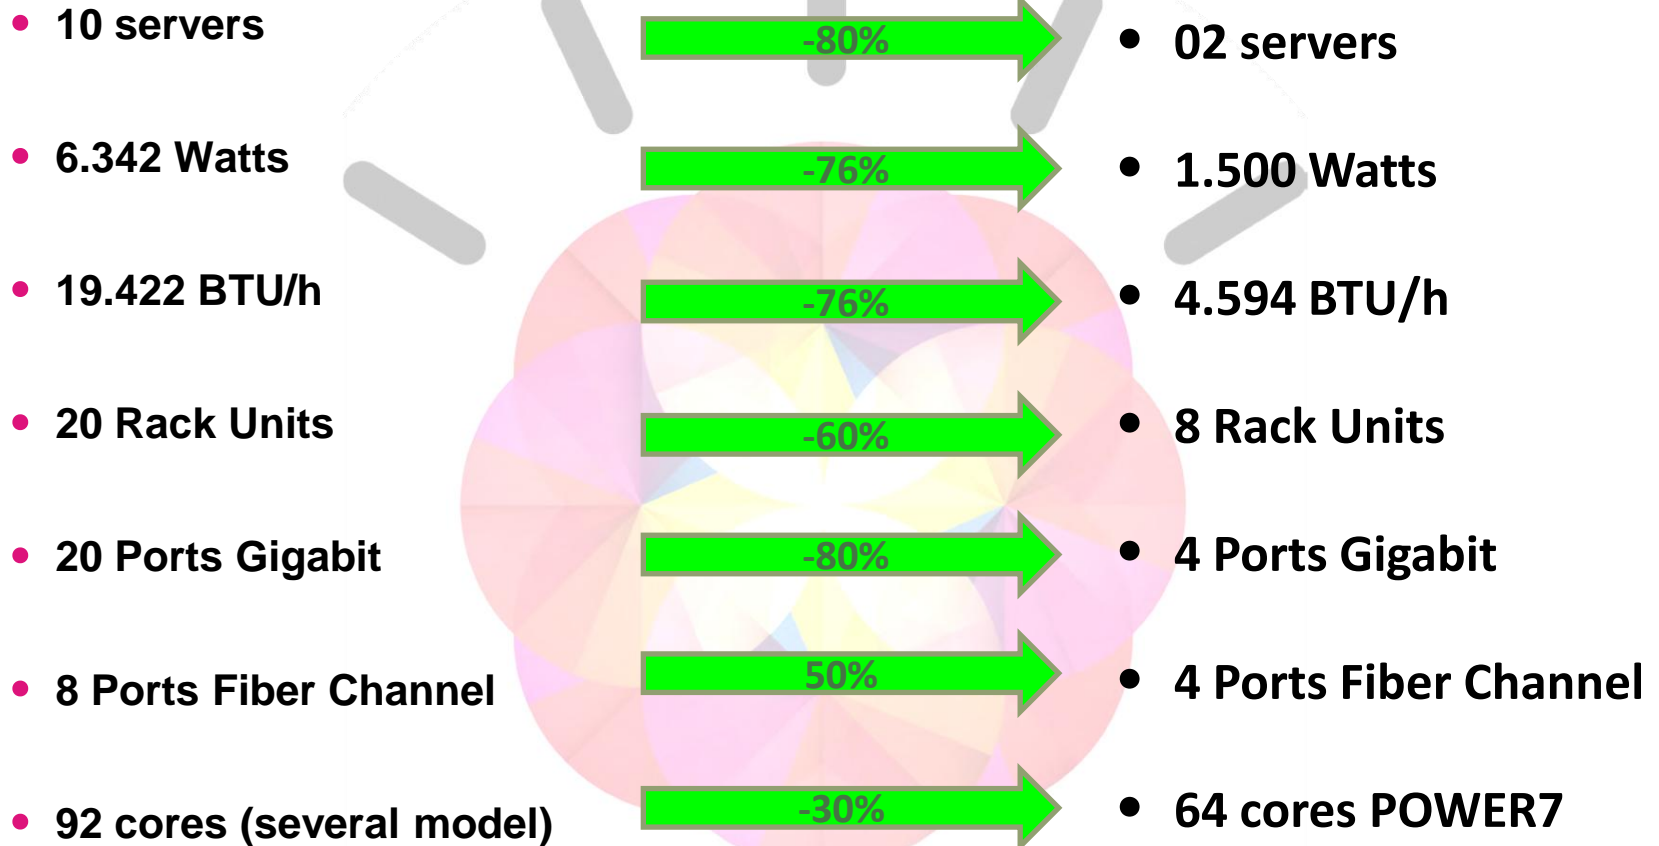 10 servers
-80%
02 servers
6.342 Watts
-76%
1.500 Watts
19.422 BTU/h
-76%
4.594 BTU/h
20 Rack Units
-60%
8 Rack Units
20 Ports Gigabit
-80%
4 Ports Gigabit
8 Ports Fiber Channel
50%
4 Ports Fiber Channel
92 cores (several model)
-30%
64 cores POWER7